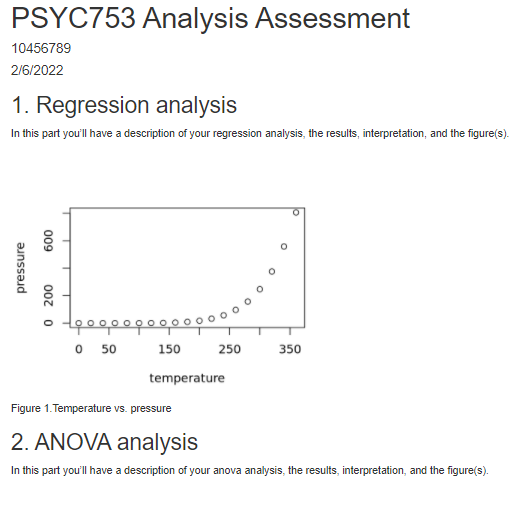 PSYC753 Analysis Assessment
10456789
2/6/2022
1. Regression analysis
In this part you'll have a description of your regression analysis, the results, interpretation, and the figure(s).
pressure
600
200
0
0 50 150 250 350
temperature
Figure 1.Temperature vs. pressure
2. ANOVA analysis
In this part you'll have a description of your anova analysis, the results, interpretation, and the figure(s).